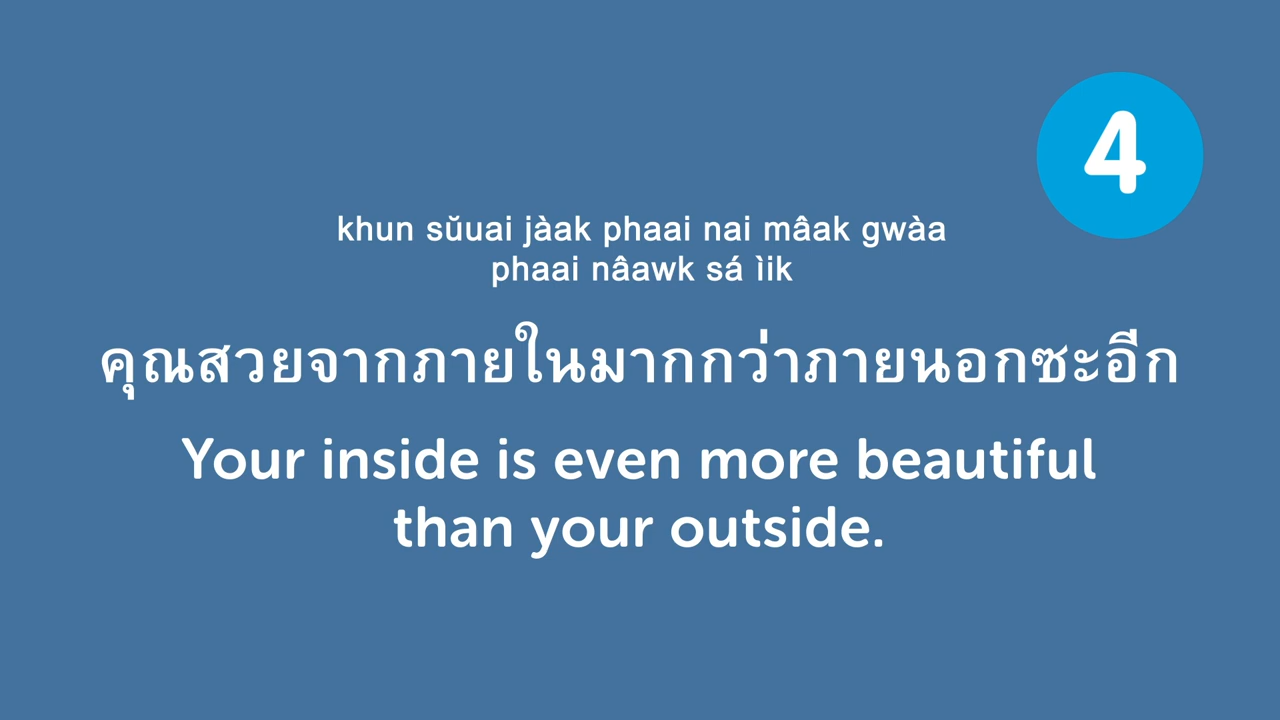 4
khun sŭuai jàak phaai nai mâak gwàa
phaai nâawk sá ìik
คุณสวยจากภายในมากกว่าภายนอกซะอีก
Your inside is even more beautiful
than your outside.